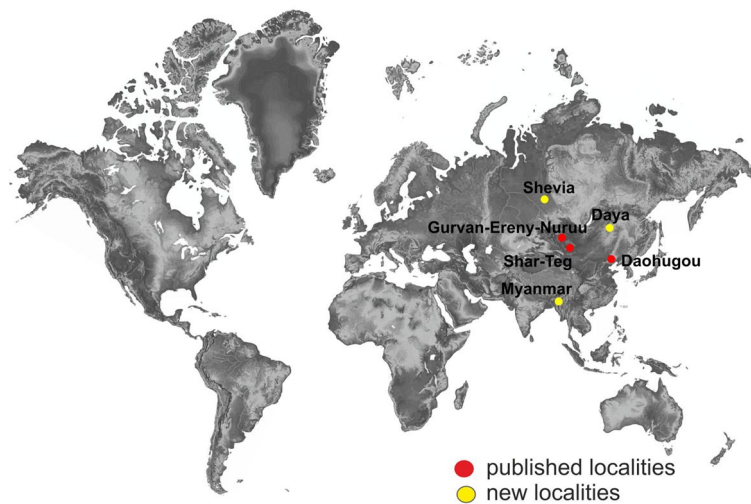 Shevia
Daya
Gurvan-Ereny-Nuruu
Shar-Teg
Daohugou
Myanmar
published localities
new localities